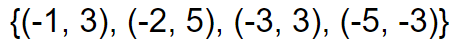 {(-1, 3), (-2, 5), (-3, 3), (-5, -3)}